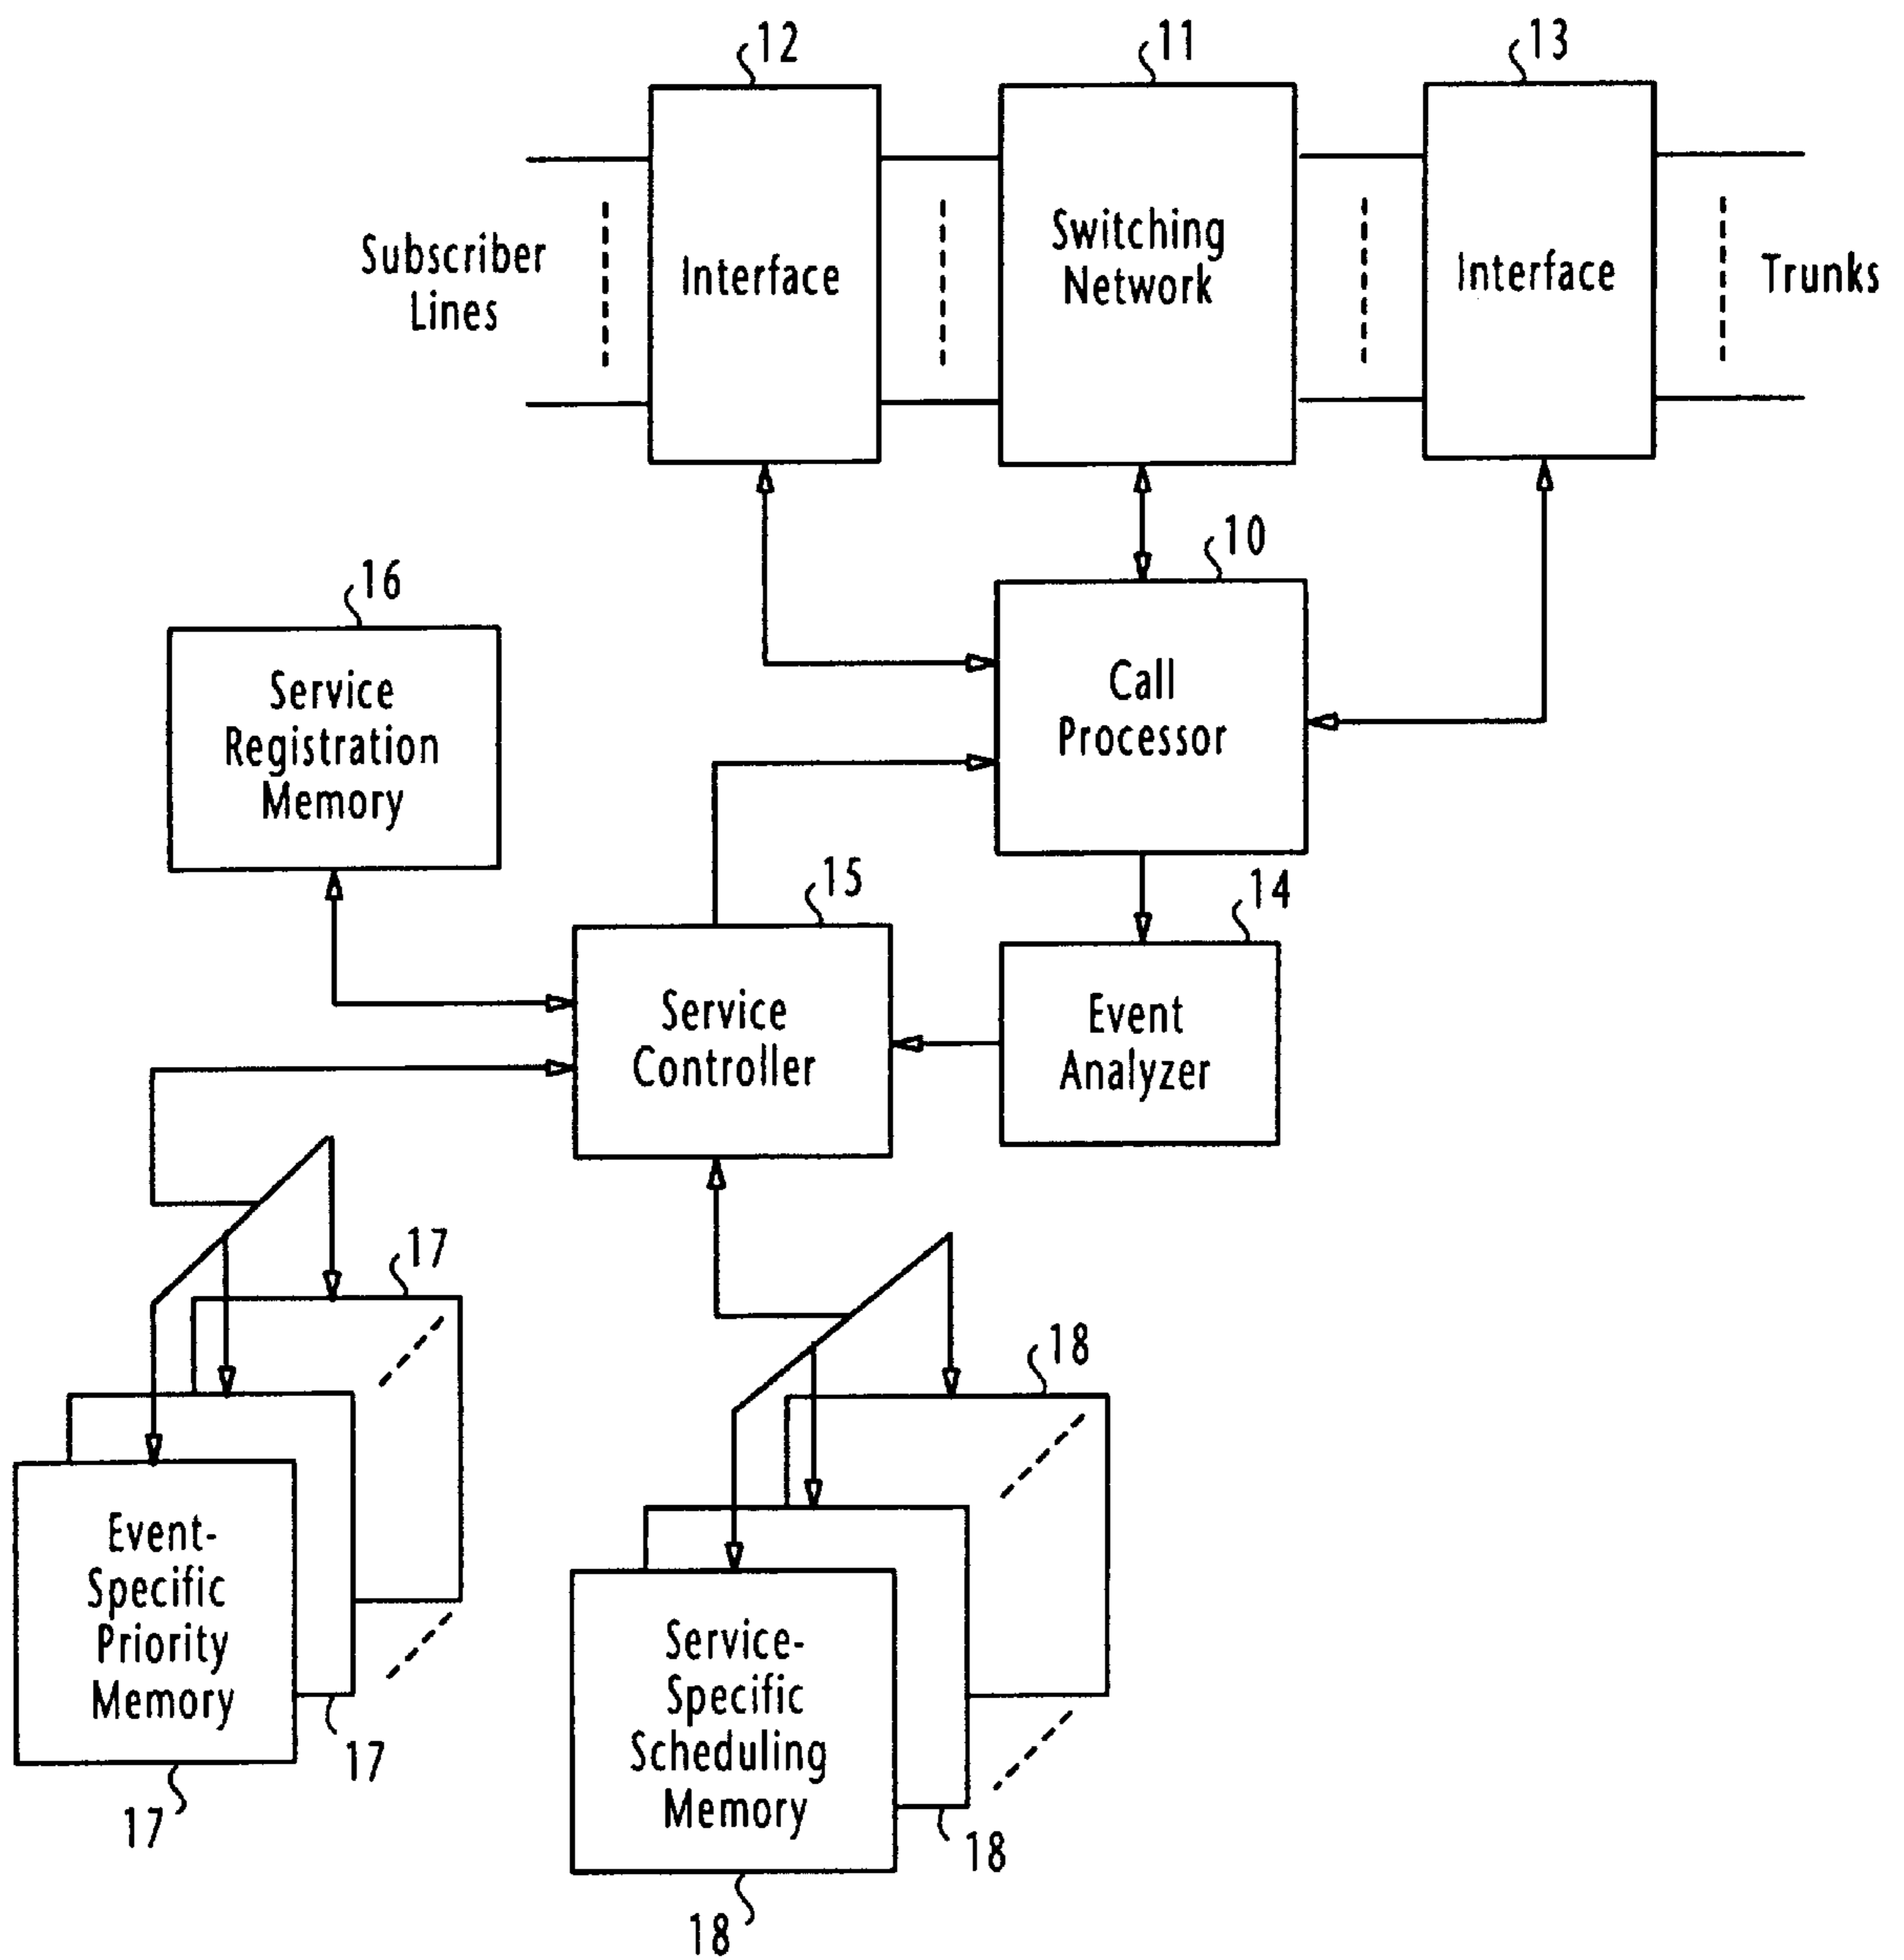 12
11
13
Subscriber
Lines
Interface
Switching
Network
Interface
Trunks
10
16
Call
Processor
Service
Registration
Memory
15
14
Service
Controller
Event
Analyzer
17
18
Event-
Specific
Priority
Memory
17
17
Service-
Specific
Scheduling
Memory
18
18